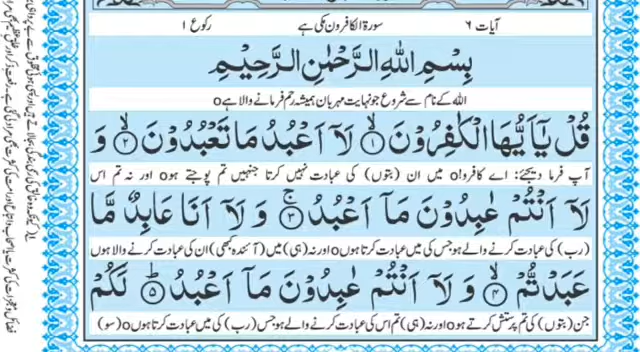 آیات ۶ سورۃ الکافرون مکی ہے رکوع ۱
بِسْمِ اللهِ الرَّحْمٰنِ الرَّحِیْمِ
اللہ کے نام سے شروع جو نہایت مہربان ہمیشہ رحم فرمانے والا ہے o
قُلْ یٰۤاَیُّهَا الْكٰفِرُوْنَ ۙ﴿۱﴾ لَاۤ اَعْبُدُ مَا تَعْبُدُوْنَ ۙ﴿۲﴾ وَ
آپ فرما دیجئے: اے کافرو! o میں ان (بتوں) کی عبادت نہیں کرتا جنہیں تم پوجتے ہو o اور نہ تم اس
لَاۤ اَنْتُمْ عٰبِدُوْنَ مَاۤ اَعْبُدُ ۚ﴿۳﴾ وَ لَاۤ اَنَا عَابِدٌ مَّا
(رب) کی عبادت کرنے والے ہو جس کی میں عبادت کرتا ہوں o اور نہ (ہی) میں (آئندہ کبھی) ان کی عبادت کرنے والا ہوں
عَبَدْتُّمْ ۙ﴿۴﴾ وَ لَاۤ اَنْتُمْ عٰبِدُوْنَ مَاۤ اَعْبُدُ ؕ﴿۵﴾ لَكُمْ
جن (بتوں) کی تم پرستش کرتے ہو o اور نہ (ہی) تم اس کی عبادت کرنے والے ہو جس (رب) کی میں عبادت کرتا ہوں o (سو)